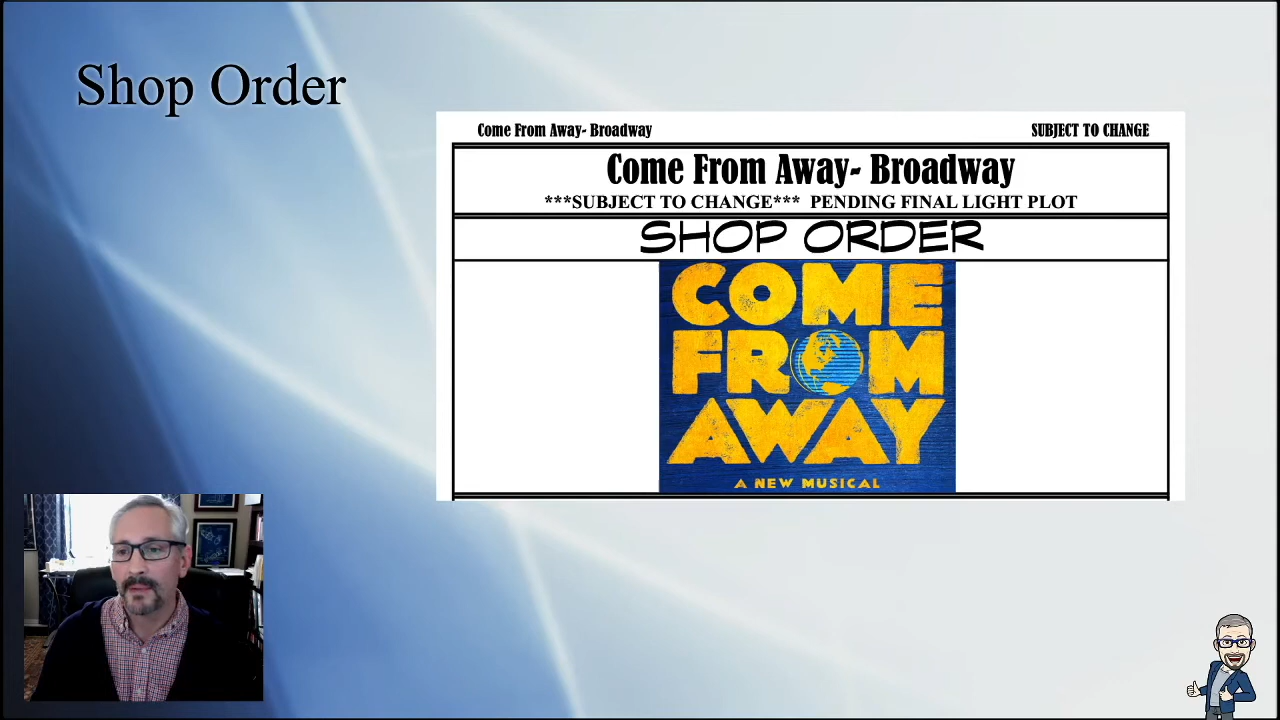 Shop Order
Come From Away- Broadway SUBJECT TO CHANGE
Come From Away- Broadway
***SUBJECT TO CHANGE*** PENDING FINAL LIGHT PLOT
SHOP ORDER
COME
FROM
AWAY
A NEW MUSICAL